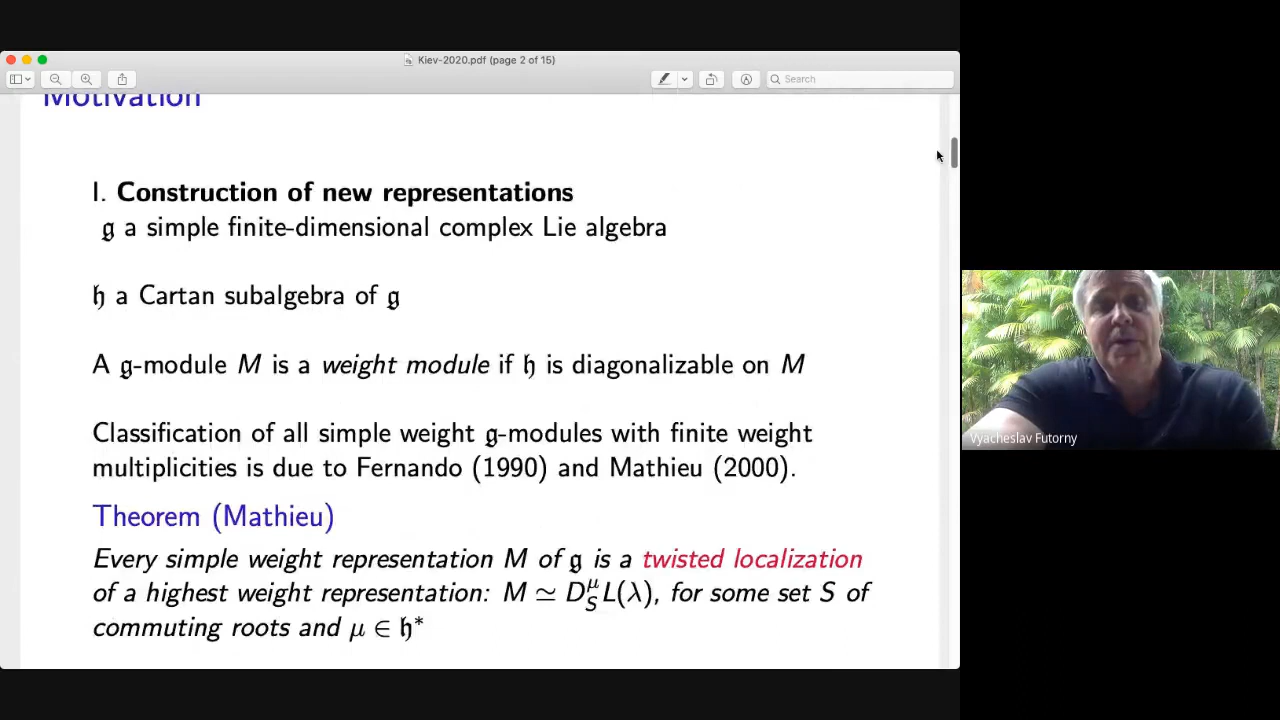 Kiev-2020.pdf (page 2 of 15)
Search
Motivation
I. Construction of new representations
𝔤 a simple finite-dimensional complex Lie algebra
𝔥 a Cartan subalgebra of 𝔤
A 𝔤-module M is a weight module if 𝔥 is diagonalizable on M
Classification of all simple weight 𝔤-modules with finite weight
multiplicities is due to Fernando (1990) and Mathieu (2000).
Theorem (Mathieu)
Every simple weight representation M of 𝔤 is a twisted localization
of a highest weight representation: M ≃ D_S^μ L(λ), for some set S of
commuting roots and μ ∈ 𝔥*
Vyacheslav Futorny